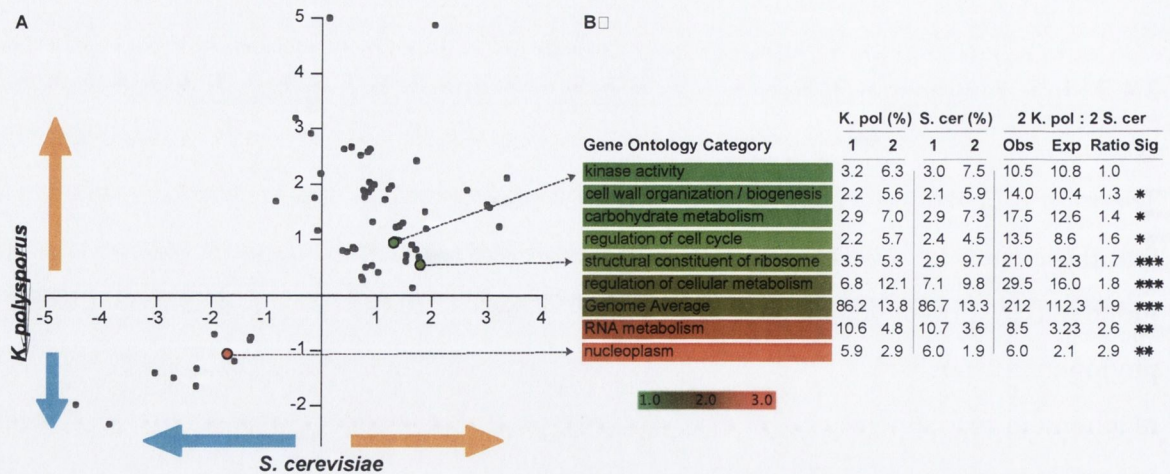 A
B
5
4
3
2
1
-1
-2
-5 -4 -3 -2 -1 0 1 2 3 4
K. polysporus
S. cerevisiae
K. pol (%) S. cer (%) 2 K. pol : 2 S. cer
Gene Ontology Category 1 2 1 2 Obs Exp Ratio Sig
kinase activity 3.2 6.3 3.0 7.5 10.5 10.8 1.0
cell wall organization / biogenesis 2.2 5.6 2.1 5.9 14.0 10.4 1.3 *
carbohydrate metabolism 2.9 7.0 2.9 7.3 17.5 12.6 1.4 *
regulation of cell cycle 2.2 5.7 2.4 4.5 13.5 8.6 1.6 *
structural constituent of ribosome 3.5 5.3 2.9 9.7 21.0 12.3 1.7 ***
regulation of cellular metabolism 6.8 12.1 7.1 9.8 29.5 16.0 1.8 ***
Genome Average 86.2 13.8 86.7 13.3 212 112.3 1.9 ***
RNA metabolism 10.6 4.8 10.7 3.6 8.5 3.23 2.6 **
nucleoplasm 5.9 2.9 6.0 1.9 6.0 2.1 2.9 **
1.0 2.0 3.0